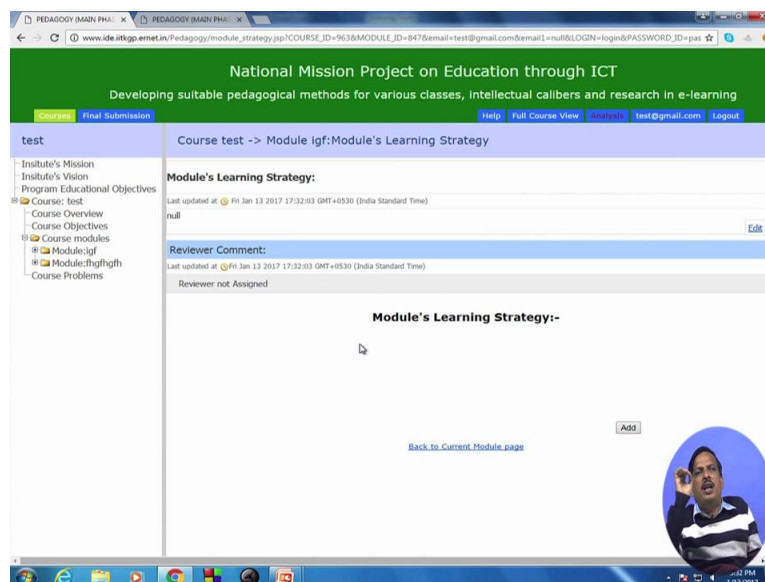 PEDAGOGY (MAIN PHAS
PEDAGOGY (MAIN PHAS
www.ide.iitkgp.ernet.in/Pedagogy/module_strategy.jsp?COURSE_ID=963&MODULE_ID=847&email=test@gmail.com&email1=null&LOGIN=login&PASSWORD_ID=pas
National Mission Project on Education through ICT
Developing suitable pedagogical methods for various classes, intellectual calibers and research in e-learning
Courses Final Submission Help Full Course View Analysis test@gmail.com Logout
test
Course test -> Module igf:Module's Learning Strategy
Insitute's Mission
Insitute's Vision
Program Educational Objectives
Course: test
Course Overview
Course Objectives
Course modules
Module:igf
Module:fhgfhgfh
Course Problems
Module's Learning Strategy:
Last updated at Fri Jan 13 2017 17:32:03 GMT+0530 (India Standard Time)
null
Edit
Reviewer Comment:
Last updated at Fri Jan 13 2017 17:32:03 GMT+0530 (India Standard Time)
Reviewer not Assigned
Module's Learning Strategy:-
Add
Back to Current Module page